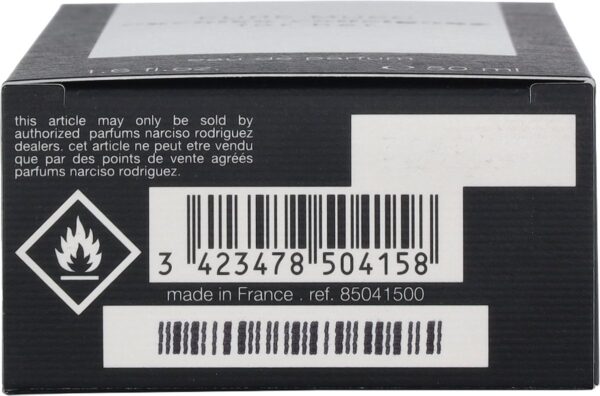 eau de parfum
1.6 fl.oz. ℮ 50 ml
this article may only be sold by
authorized parfums narciso rodriguez
dealers. cet article ne peut etre vendu
que par des points de vente agréés
parfums narciso rodriguez.
3 423478 504158
made in France . ref. 85041500